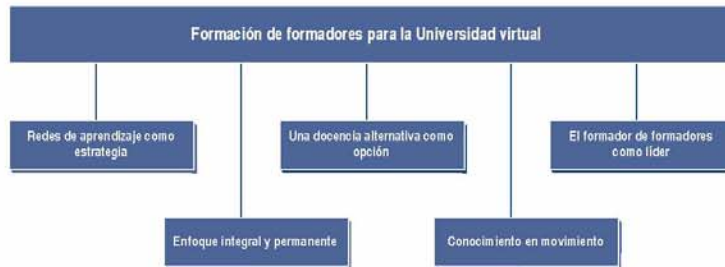 Formación de formadores para la Universidad virtual
Redes de aprendizaje como
estrategia
Una docencia alternativa como
opción
El formador de formadores
como líder
Enfoque integral y permanente
Conocimiento en movimiento